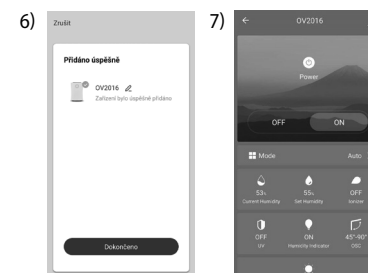 6)
Zrušit
Přidáno úspěšně
OV2016
Zařízení bylo úspěšně přidáno
Dokončeno
7)
OV2016
Power
OFF ON
Mode Auto
53% 55% OFF
Current Humidity Set Humidity Ionizer
OFF ON 45°-90°
UV Humidity Indicator OSC